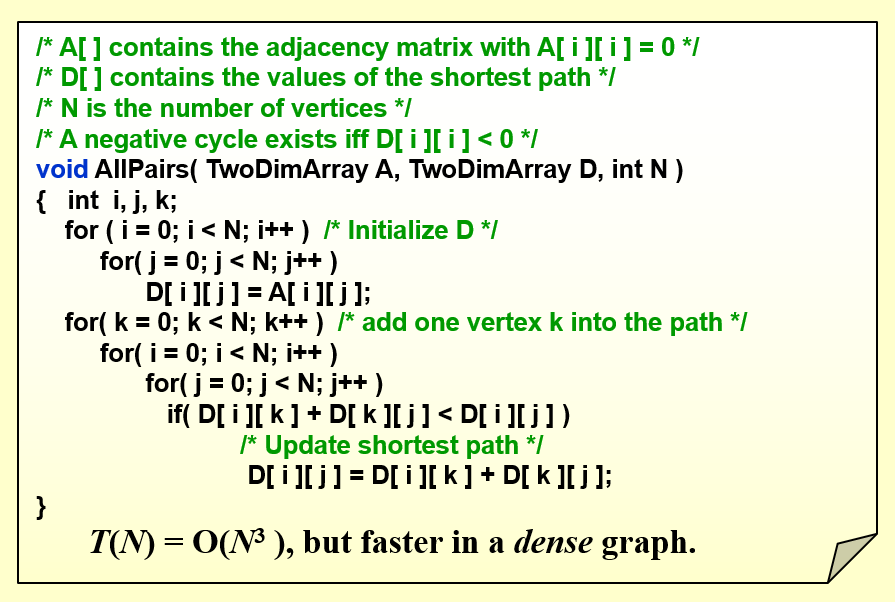 /* A[ ] contains the adjacency matrix with A[ i ][ i ] = 0 */
/* D[ ] contains the values of the shortest path */
/* N is the number of vertices */
/* A negative cycle exists iff D[ i ][ i ] < 0 */
void AllPairs( TwoDimArray A, TwoDimArray D, int N )
{ int i, j, k;
for ( i = 0; i < N; i++ ) /* Initialize D */
for( j = 0; j < N; j++ )
D[ i ][ j ] = A[ i ][ j ];
for( k = 0; k < N; k++ ) /* add one vertex k into the path */
for( i = 0; i < N; i++ )
for( j = 0; j < N; j++ )
if( D[ i ][ k ] + D[ k ][ j ] < D[ i ][ j ] )
/* Update shortest path */
D[ i ][ j ] = D[ i ][ k ] + D[ k ][ j ];
}
T(N) = O(N³ ), but faster in a dense graph.